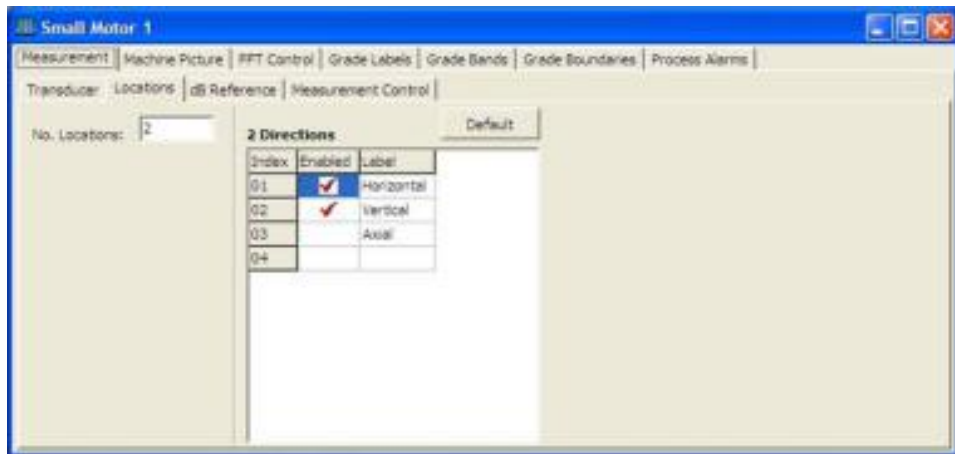 Small Motor 1
Measurement Machine Picture FFT Control Grade Labels Grade Bands Grade Boundaries Process Alarms
Transducer Locations dB Reference Measurement Control
No. Locations: 2
2 Directions Default
Index Enabled Label
01 Horizontal
02 Vertical
03 Axial
04